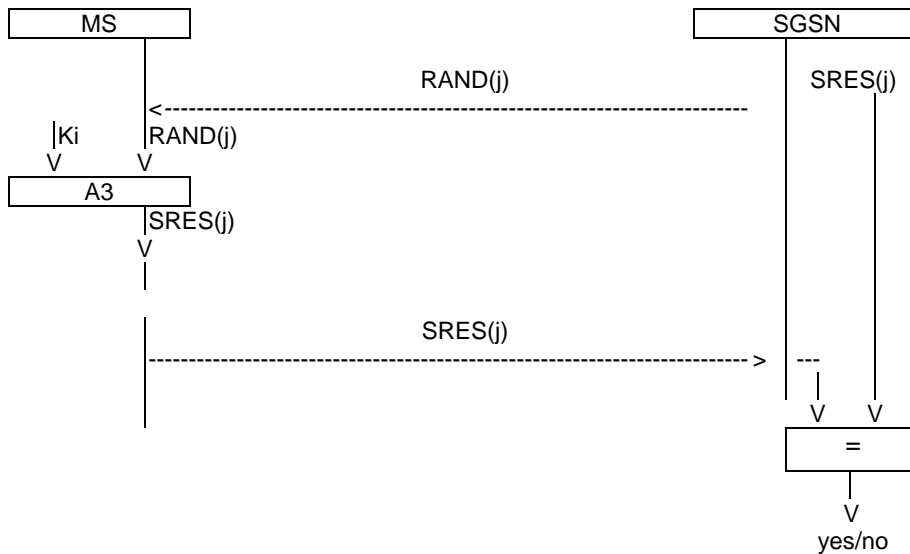 MS SGSN
RAND(j) SRES(j)
<-------------------------------------------------------------------------
Ki RAND(j)
V V
A3
SRES(j)
V
SRES(j)
--------------------------------------------------------------------------- > ---
V V
=
V
yes/no